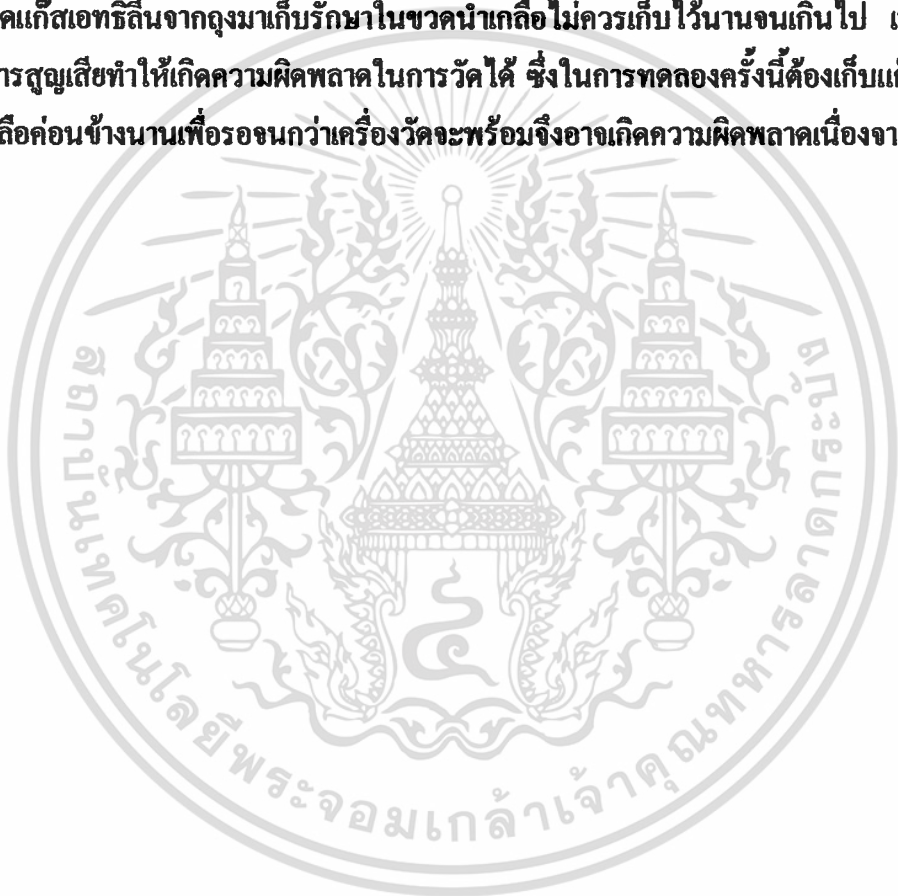 ดแก๊สเอทธิลีนจากถุงมาเก็บรักษาในขวดน้ำเกลือไม่ควรเก็บไว้นานจนเกินไป
ารสูญเสียทำให้เกิดความผิดพลาดในการวัดได้ ซึ่งในการทดลองครั้งนี้ต้องเก็บแก
ลือค่อนข้างนานเพื่อรอจนกว่าเครื่องวัดจะพร้อมจึงอาจเกิดความผิดพลาดเนื่องจา
สถาบันเทคโนโลยีพระจอมเกล้าเจ้าคุณทหารลาดกระบัง